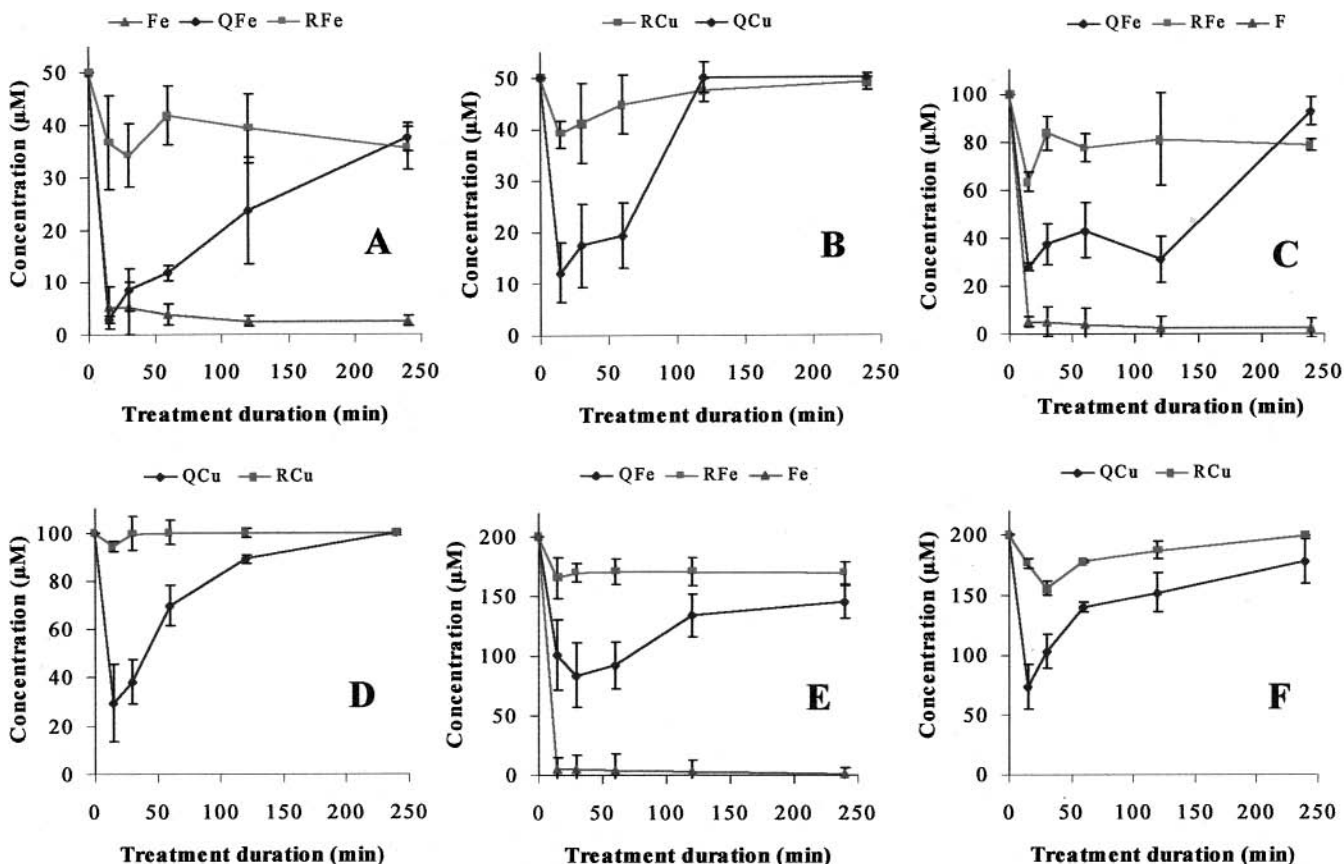 Fe QFe RFe
Concentration (µM)
50
40
30
20
10
0
A
0 50 100 150 200 250
Treatment duration (min)
RCu QCu
Concentration (µM)
50
40
30
20
10
0
B
0 50 100 150 200 250
Treatment duration (min)
QFe RFe F
Concentration (µM)
100
80
60
40
20
0
C
0 50 100 150 200 250
Treatment duration (min)
QCu RCu
Concentration (µM)
100
80
60
40
20
0
D
0 50 100 150 200 250
Treatment duration (min)
QFe RFe Fe
Concentration (µM)
200
150
100
50
0
E
0 50 100 150 200 250
Treatment duration (min)
QCu RCu
Concentration (µM)
200
150
100
50
0
F
0 50 100 150 200 250
Treatment duration (min)